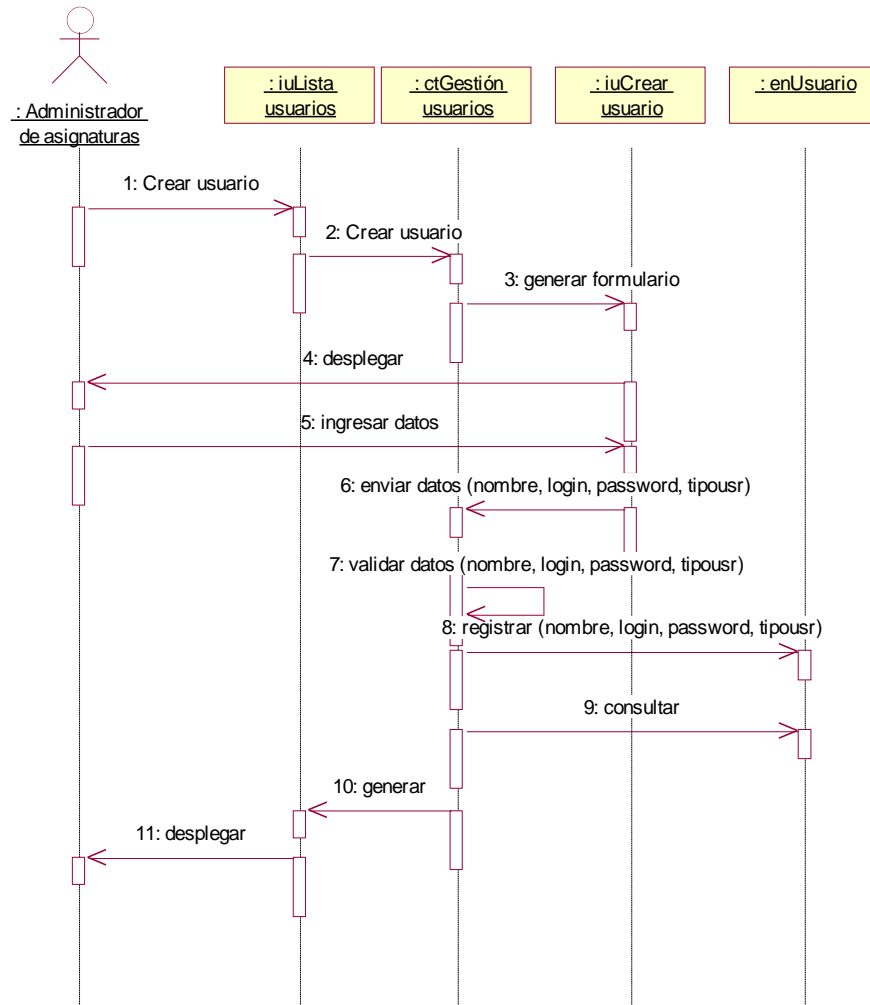 : iuLista
usuarios
: ctGestión
usuarios
: iuCrear
usuario
: enUsuario
: Administrador
de asignaturas
1: Crear usuario
2: Crear usuario
3: generar formulario
4: desplegar
5: ingresar datos
6: enviar datos (nombre, login, password, tipousr)
7: validar datos (nombre, login, password, tipousr)
8: registrar (nombre, login, password, tipousr)
9: consultar
10: generar
11: desplegar